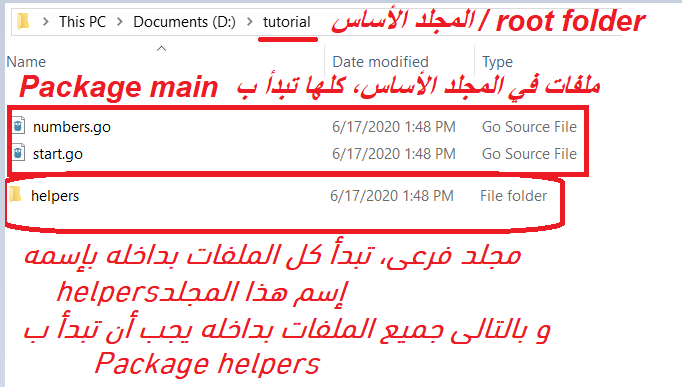 This PC > Documents (D:) > tutorial المجلد الأساس / root folder
Name Date modified Type
ملفات في المجلد الأساس، كلها تبدأ ب Package main
numbers.go 6/17/2020 1:48 PM Go Source File
start.go 6/17/2020 1:48 PM Go Source File
helpers 6/17/2020 1:48 PM File folder
مجلد فرعى، تبدأ كل الملفات بداخله بإسمه
إسم هذا المجلدhelpers
و بالتالى جميع الملفات بداخله يجب أن تبدأ ب
Package helpers